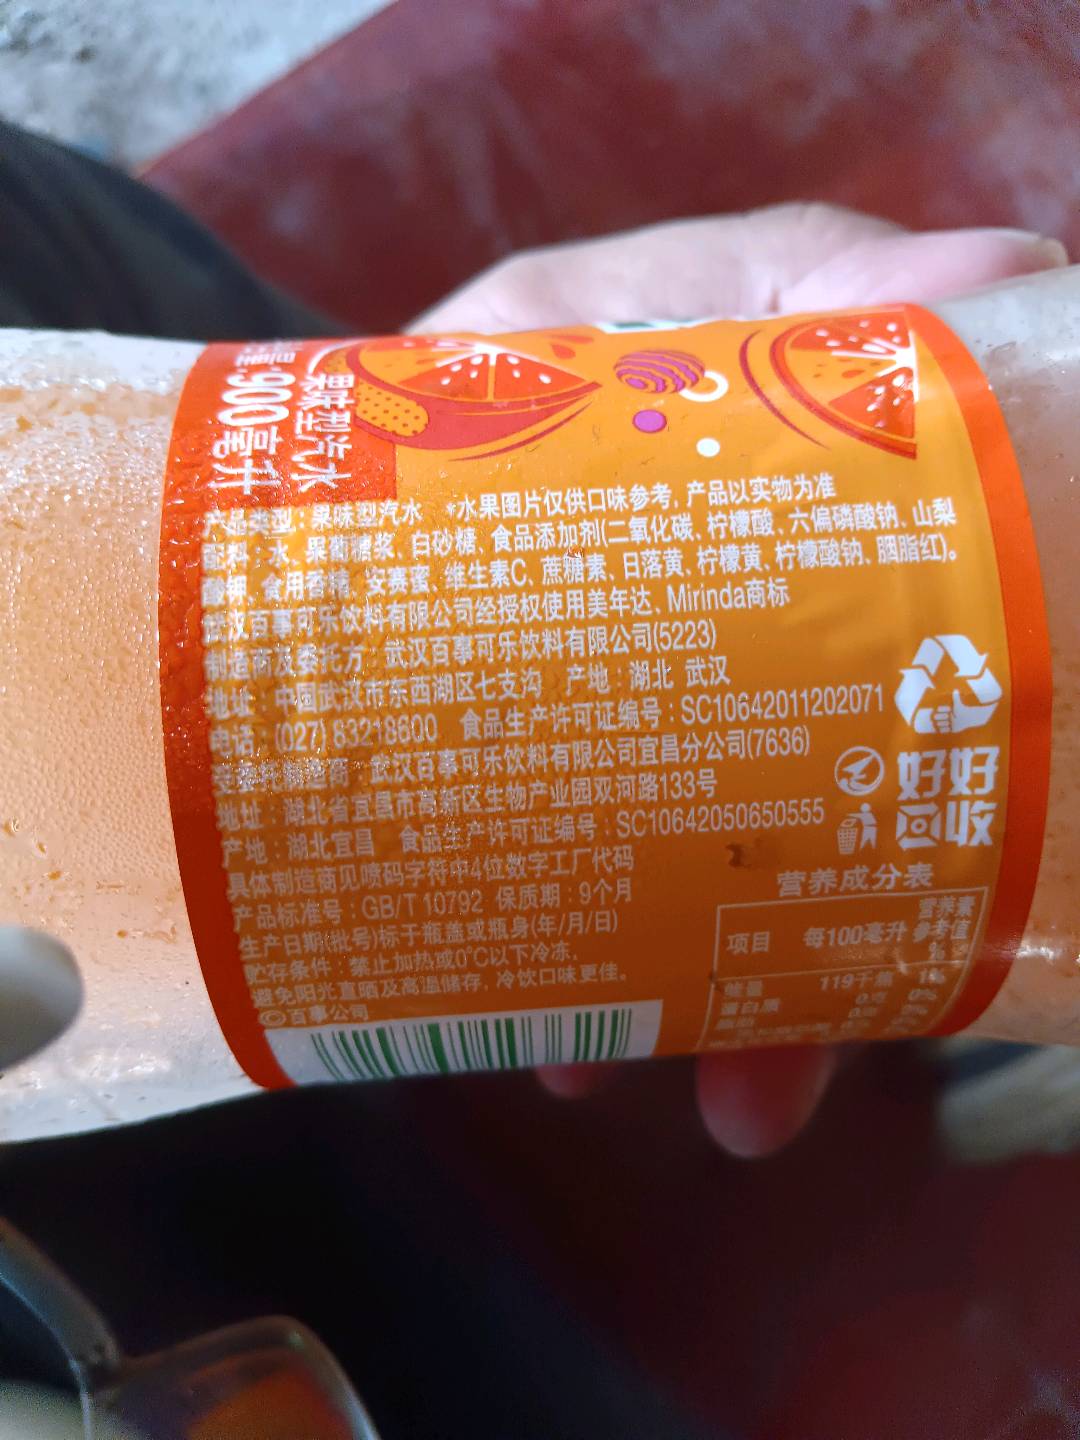 900毫升
果味型汽水
产品类型：果味型汽水 *水果图片仅供口味参考，产品以实物为准
配料：水、果葡糖浆、白砂糖、食品添加剂(二氧化碳、柠檬酸、六偏磷酸钠、山梨
酸钾、食用香精、安赛蜜、维生素C、蔗糖素、日落黄、柠檬黄、柠檬酸钠、胭脂红)。
武汉百事可乐饮料有限公司经授权使用美年达、Mirinda商标
制造商及委托方：武汉百事可乐饮料有限公司(5223)
地址：中国武汉市东西湖区七支沟 产地：湖北 武汉
电话：(027)83218600 食品生产许可证编号：SC10642011202071
受委托制造商：武汉百事可乐饮料有限公司宜昌分公司(7636)
地址：湖北省宜昌市高新区生物产业园双河路133号
产地：湖北宜昌 食品生产许可证编号：SC10642050650555
具体制造商见喷码字符中4位数字工厂代码
产品标准号：GB/T 10792 保质期：9个月
生产日期(批号)标于瓶盖或瓶身(年/月/日)
贮存条件：禁止加热或0℃以下冷冻，
避免阳光直晒及高温储存，冷饮口味更佳。
©百事公司
好好
回收
营养成分表
项目 每100毫升 营养素参考值%
能量 119千焦 1%
蛋白质 0克 0%
脂肪 0克 0%